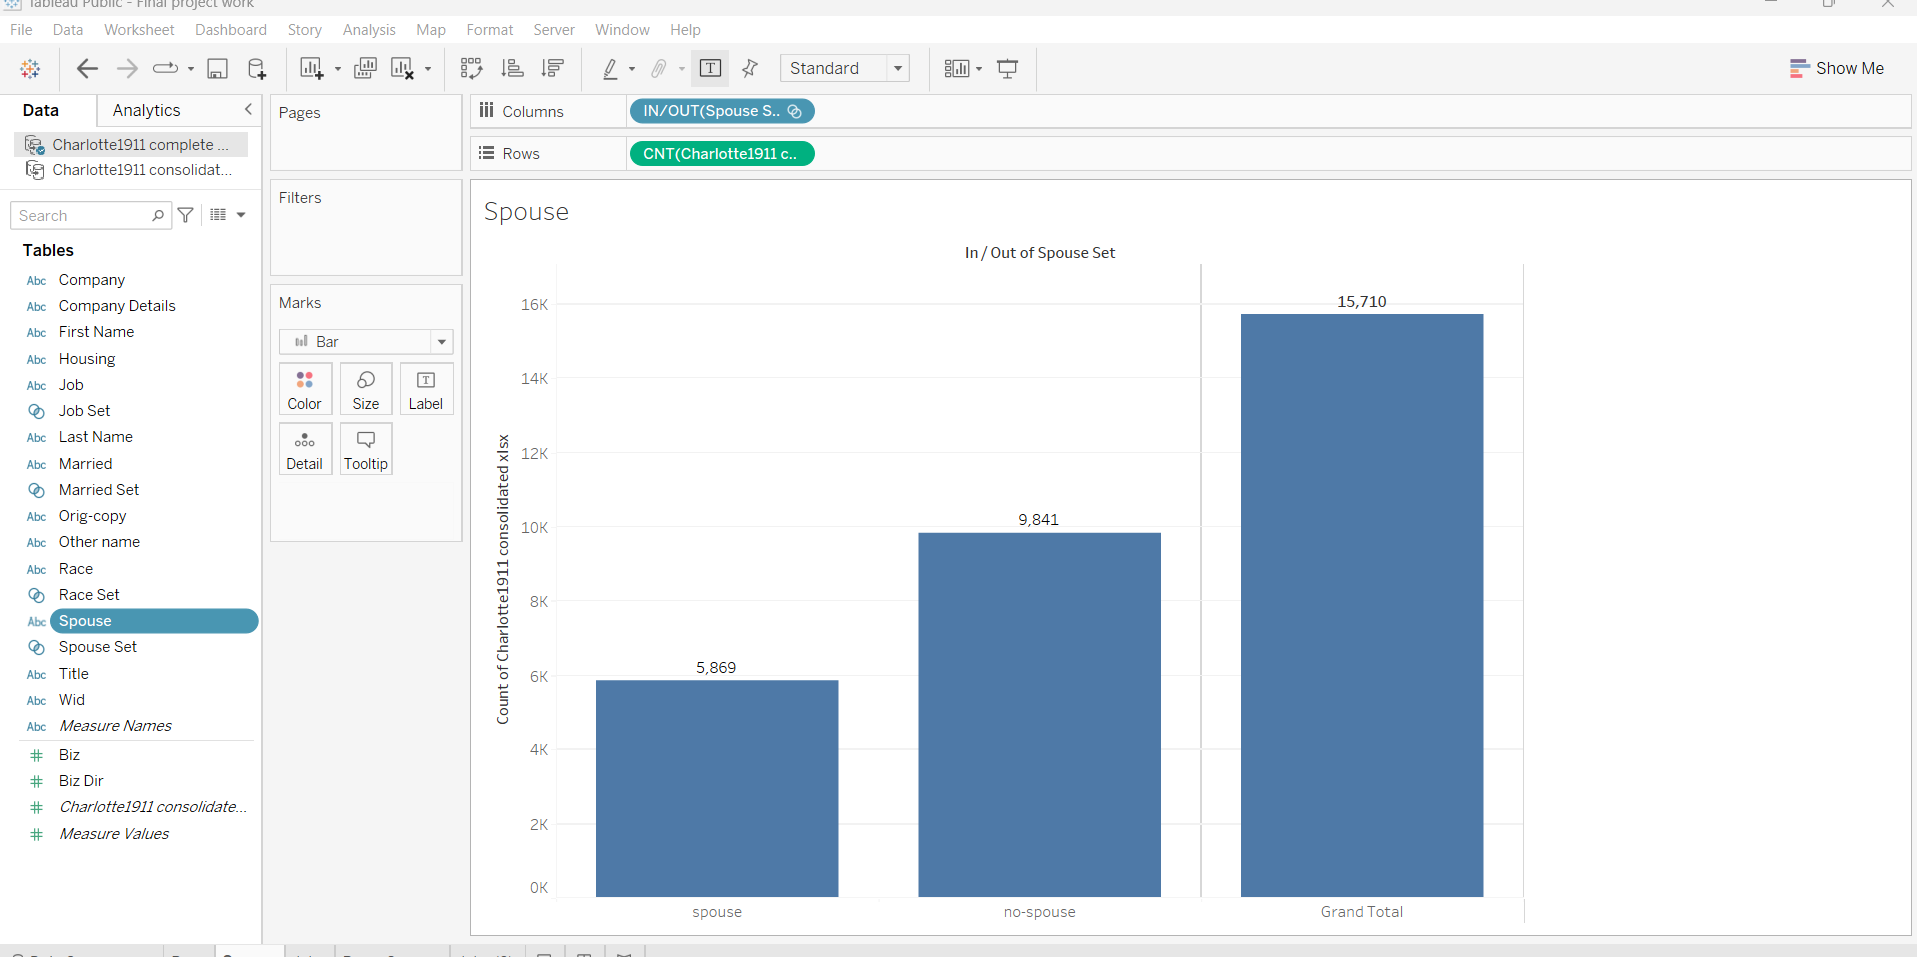 Tableau Public - Final project work
File Data Worksheet Dashboard Story Analysis Map Format Server Window Help
Standard
Show Me
Data Analytics
Charlotte1911 complete ...
Charlotte1911 consolidat...
Search
Tables
Abc Company
Abc Company Details
Abc First Name
Abc Housing
Abc Job
Job Set
Abc Last Name
Abc Married
Married Set
Abc Orig-copy
Abc Other name
Abc Race
Race Set
Abc Spouse
Spouse Set
Abc Title
Abc Wid
Abc Measure Names
Biz
Biz Dir
Charlotte1911 consolidate...
Measure Values
Pages
Filters
Marks
Bar
Color Size Label
Detail Tooltip
Columns IN/OUT(Spouse S..
Rows CNT(Charlotte1911 c..
Spouse
In / Out of Spouse Set
Count of Charlotte1911 consolidated xlsx
16K
14K
12K
10K
8K
6K
4K
2K
0K
5,869
9,841
15,710
spouse no-spouse Grand Total